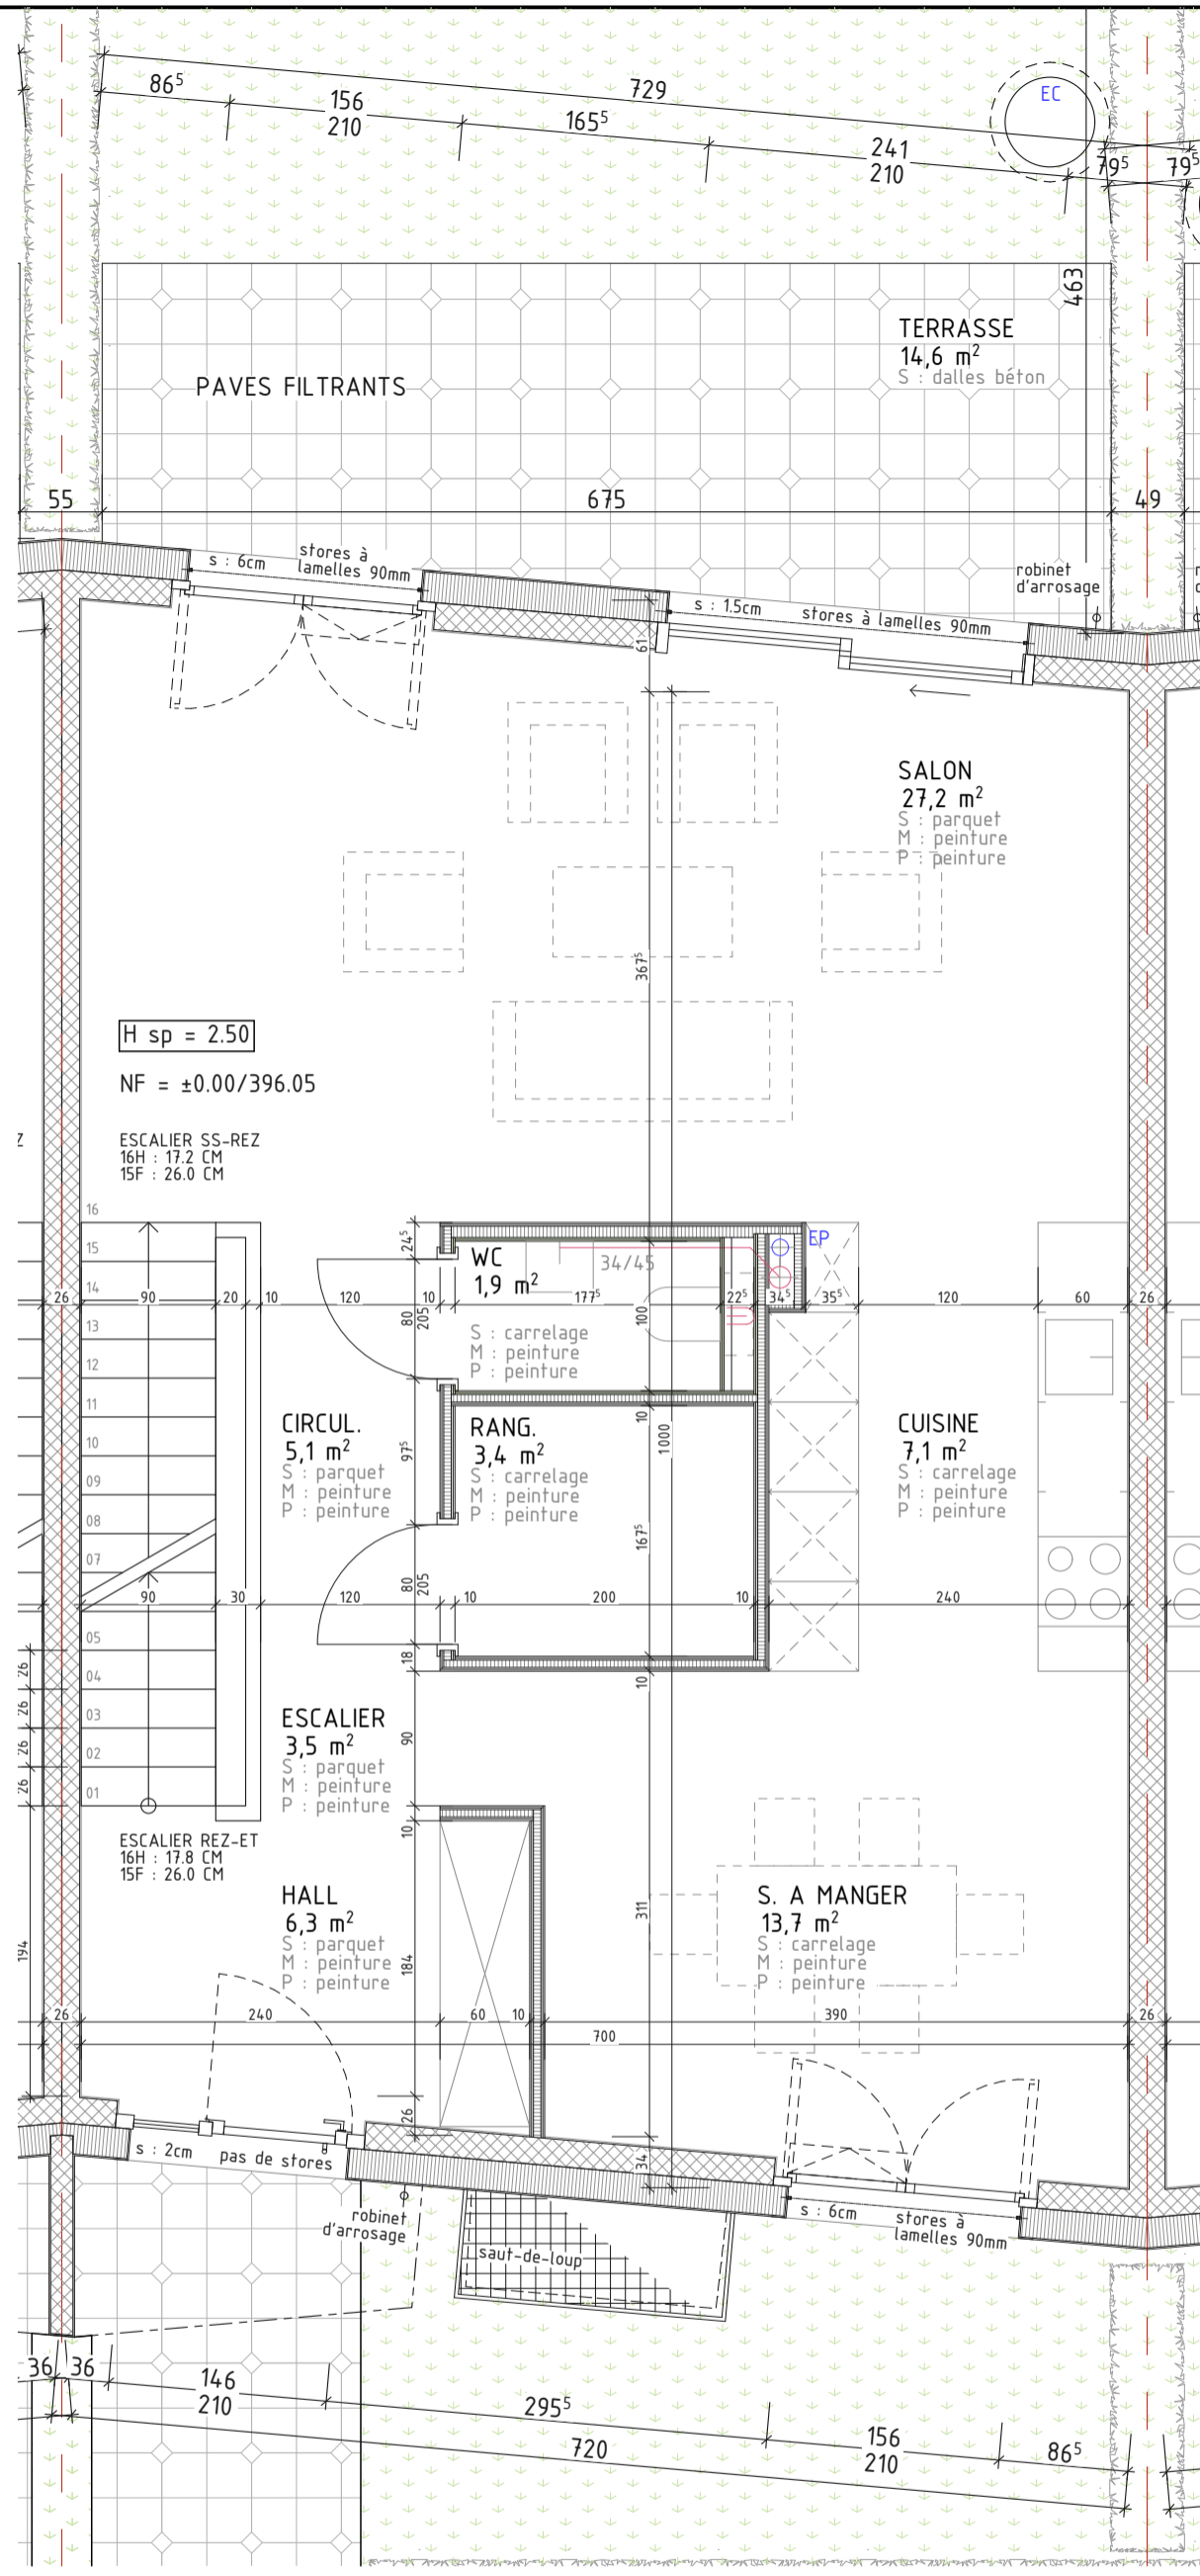 729
86⁵
156
210
165⁵
241
210
EC
79⁵
79⁵
463
TERRASSE
14,6 m²
S : dalles béton
PAVES FILTRANTS
55
675
49
s : 6cm
stores à
lamelles 90mm
robinet
d'arrosage
s : 1.5cm
stores à lamelles 90mm
61
SALON
27,2 m²
S : parquet
M : peinture
P : peinture
367⁵
H sp = 2.50
NF = ±0.00/396.05
ESCALIER SS-REZ
16H : 17.2 CM
15F : 26.0 CM
Z
16
15
14
13
12
11
10
09
08
07
05
04
03
02
01
24⁵
WC
1,9 m²
34/45
EP
S : carrelage
M : peinture
P : peinture
26
90
20
10
120
80
205
10
177⁵
100
22⁵
34⁵
35⁵
120
60
26
CIRCUL.
5,1 m²
S : parquet
M : peinture
P : peinture
97⁵
RANG.
3,4 m²
S : carrelage
M : peinture
P : peinture
10
1000
167⁵
CUISINE
7,1 m²
S : carrelage
M : peinture
P : peinture
90
30
120
80
205
10
200
10
240
18
10
26
26
26
26
ESCALIER
3,5 m²
S : parquet
M : peinture
P : peinture
90
10
ESCALIER REZ-ET
16H : 17.8 CM
15F : 26.0 CM
HALL
6,3 m²
S : parquet
M : peinture
P : peinture
194
184
311
S. A MANGER
13,7 m²
S : carrelage
M : peinture
P : peinture
26
240
60
10
390
26
700
26
34
s : 2cm
pas de stores
robinet
d'arrosage
saut-de-loup
s : 6cm
stores à
lamelles 90mm
36
36
146
210
295⁵
720
156
210
86⁵